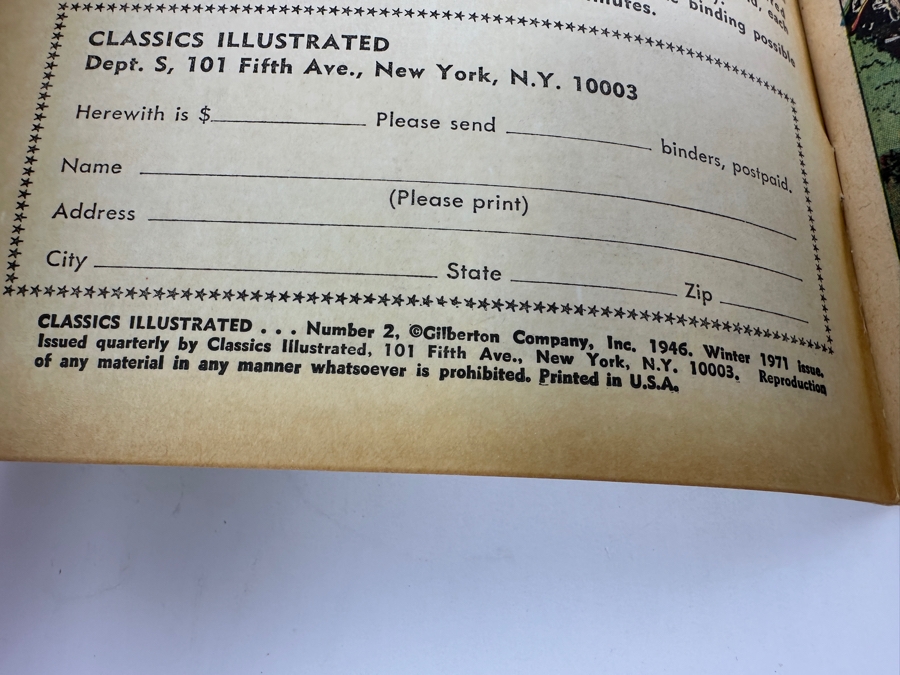 binding possible
CLASSICS ILLUSTRATED
Dept. S, 101 Fifth Ave., New York, N.Y. 10003
Herewith is $ Please send binders, postpaid.
Name
(Please print)
Address
City State Zip
CLASSICS ILLUSTRATED . . . Number 2, ©Gilberton Company, Inc. 1946. Winter 1971 Issue.
Issued quarterly by Classics Illustrated, 101 Fifth Ave., New York, N.Y. 10003. Reproduction
of any material in any manner whatsoever is prohibited. Printed in U.S.A.